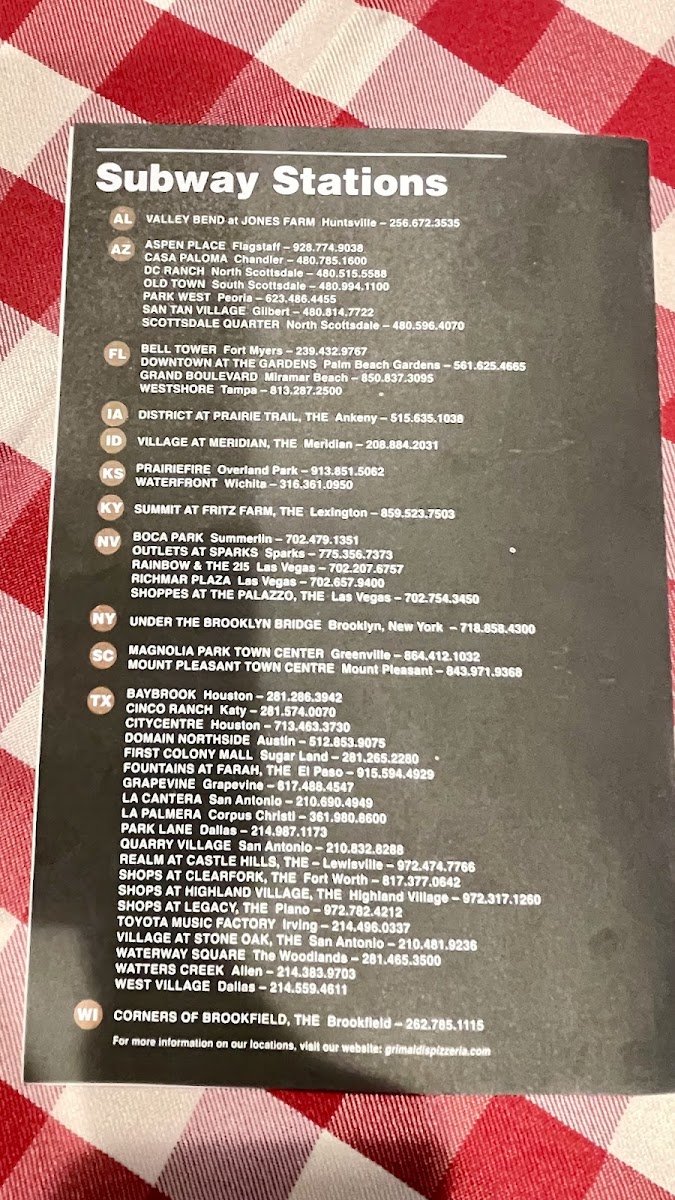 Subway Stations
AL VALLEY BEND at JONES FARM Huntsville – 256.672.3535
AZ ASPEN PLACE Flagstaff – 928.774.9038
CASA PALOMA Chandler – 480.785.1600
DC RANCH North Scottsdale – 480.515.5588
OLD TOWN South Scottsdale – 480.994.1100
PARK WEST Peoria – 623.486.4455
SAN TAN VILLAGE Gilbert – 480.814.7722
SCOTTSDALE QUARTER North Scottsdale – 480.596.4070
FL BELL TOWER Fort Myers – 239.432.9767
DOWNTOWN AT THE GARDENS Palm Beach Gardens – 561.625.4665
GRAND BOULEVARD Miramar Beach – 850.837.3095
WESTSHORE Tampa – 813.287.2500
IA DISTRICT AT PRAIRIE TRAIL, THE Ankeny – 515.635.1038
ID VILLAGE AT MERIDIAN, THE Meridian – 208.884.2031
KS PRAIRIEFIRE Overland Park – 913.851.5062
WATERFRONT Wichita – 316.361.0950
KY SUMMIT AT FRITZ FARM, THE Lexington – 859.523.7503
NV BOCA PARK Summerlin – 702.479.1351
OUTLETS AT SPARKS Sparks – 775.356.7373
RAINBOW & THE 215 Las Vegas – 702.207.6757
RICHMAR PLAZA Las Vegas – 702.657.9400
SHOPPES AT THE PALAZZO, THE Las Vegas – 702.754.3450
NY UNDER THE BROOKLYN BRIDGE Brooklyn, New York – 718.858.4300
SC MAGNOLIA PARK TOWN CENTER Greenville – 864.412.1032
MOUNT PLEASANT TOWN CENTRE Mount Pleasant – 843.971.9368
TX BAYBROOK Houston – 281.286.3942
CINCO RANCH Katy – 281.574.0070
CITYCENTRE Houston – 713.463.3730
DOMAIN NORTHSIDE Austin – 512.853.9075
FIRST COLONY MALL Sugar Land – 281.265.2280
FOUNTAINS AT FARAH, THE El Paso – 915.594.4929
GRAPEVINE Grapevine – 817.488.4547
LA CANTERA San Antonio – 210.690.4949
LA PALMERA Corpus Christi – 361.980.8600
PARK LANE Dallas – 214.987.1173
QUARRY VILLAGE San Antonio – 210.832.8288
REALM AT CASTLE HILLS, THE – Lewisville – 972.474.7766
SHOPS AT CLEARFORK, THE Fort Worth – 817.377.0642
SHOPS AT HIGHLAND VILLAGE, THE Highland Village – 972.317.1260
SHOPS AT LEGACY, THE Plano – 972.782.4212
TOYOTA MUSIC FACTORY Irving – 214.496.0337
VILLAGE AT STONE OAK, THE San Antonio – 210.481.9236
WATERWAY SQUARE The Woodlands – 281.465.3500
WATTERS CREEK Allen – 214.383.9703
WEST VILLAGE Dallas – 214.559.4611
WI CORNERS OF BROOKFIELD, THE Brookfield – 262.785.1115
For more information on our locations, visit our website: grimaldispizzeria.com